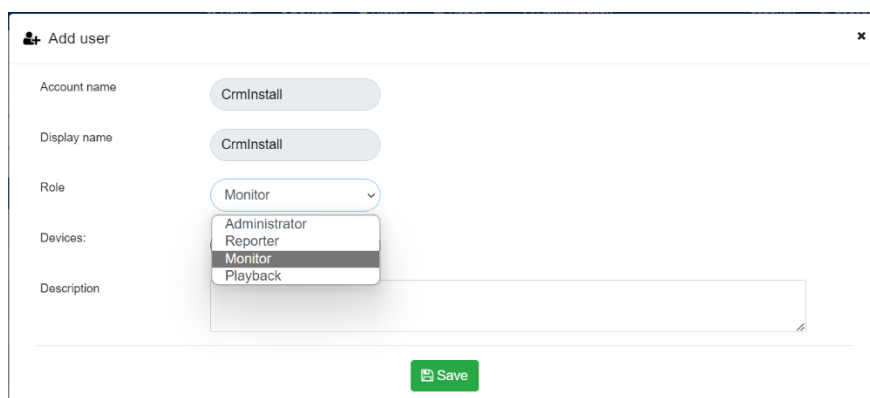 Add user
Account name
CrmInstall
Display name
CrmInstall
Role
Monitor
Administrator
Reporter
Monitor
Playback
Devices:
Description
Save